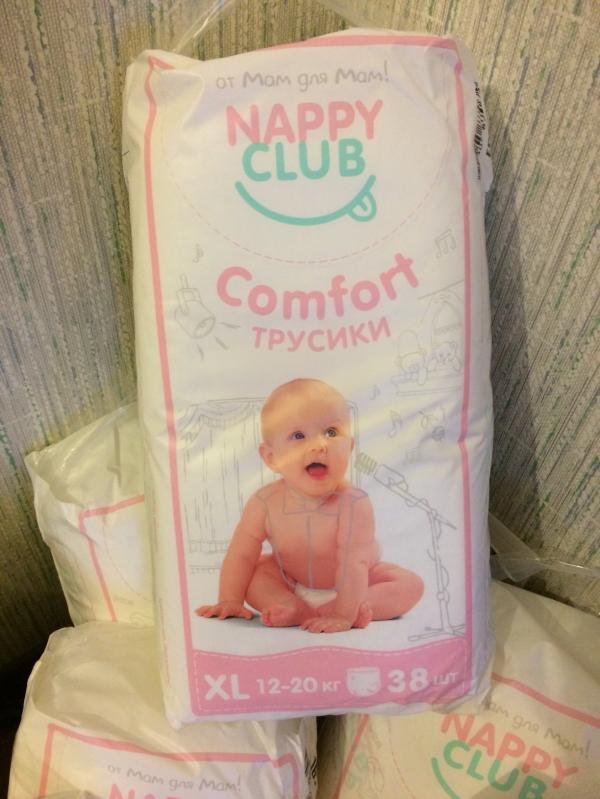 от Мам для Мам!
NAPPY
CLUB
Comfort
ТРУСИКИ
XL 12-20 кг 38 шт
от Мам для Мам!
NAPPY
CLUB
от Мам для Мам!